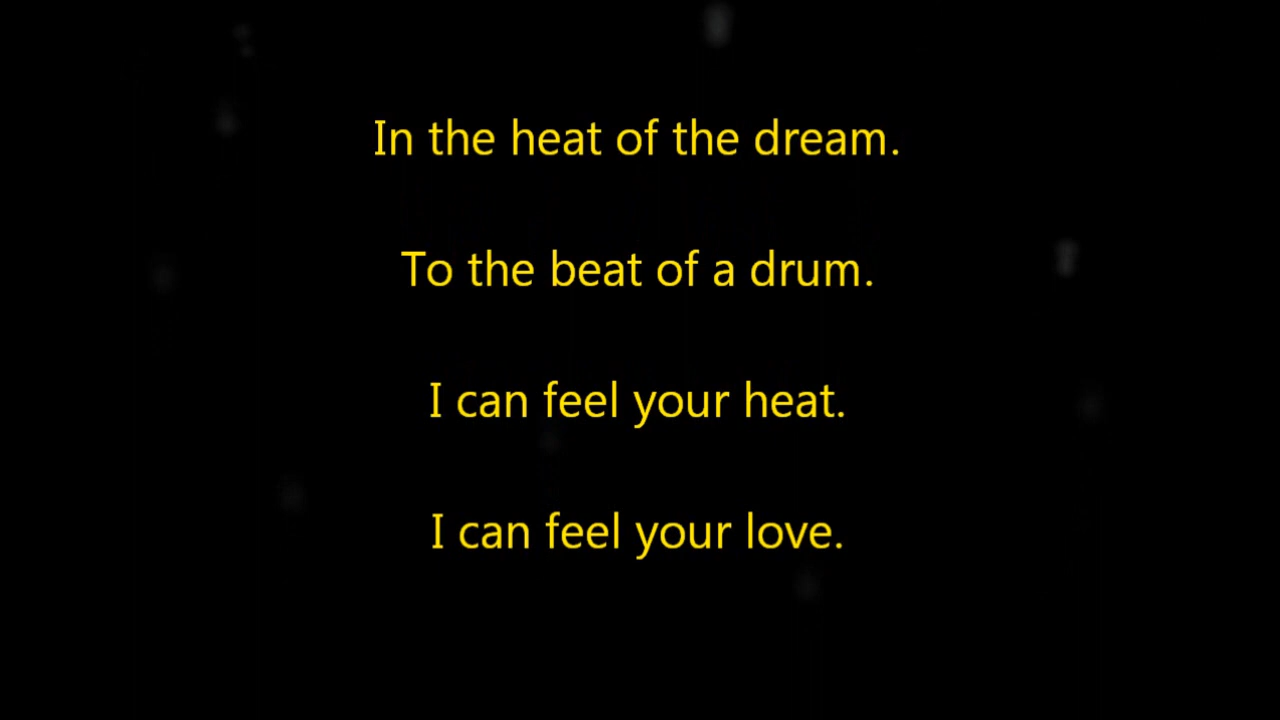 In the heat of the dream.
To the beat of a drum.
I can feel your heat.
I can feel your love.